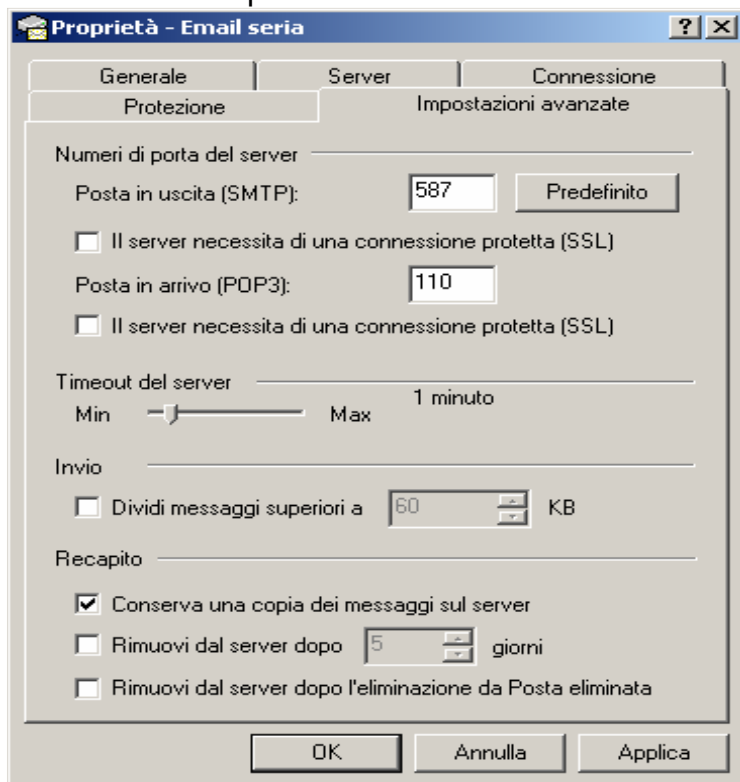 Proprietà - Email seria
Generale Server Connessione
Protezione Impostazioni avanzate
Numeri di porta del server
Posta in uscita (SMTP): 587 Predefinito
Il server necessita di una connessione protetta (SSL)
Posta in arrivo (POP3): 110
Il server necessita di una connessione protetta (SSL)
Timeout del server
Min Max 1 minuto
Invio
Dividi messaggi superiori a 60 KB
Recapito
Conserva una copia dei messaggi sul server
Rimuovi dal server dopo 5 giorni
Rimuovi dal server dopo l'eliminazione da Posta eliminata
OK Annulla Applica